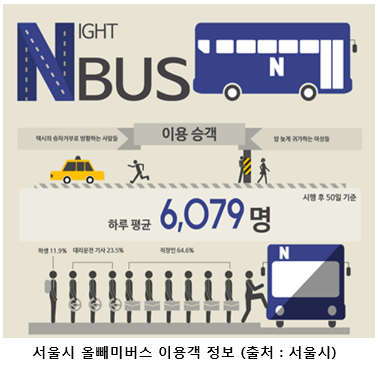 NIGHT
N
BUS
이용 승객
택시의 승차거부로 방황하는 사람들
밤 늦게 귀가하는 여성들
시행 후 50일 기준
하루 평균 6,079 명
학생 11.9% 대리운전 기사 23.5% 직장인 64.6%
N
서울시 올빼미버스 이용객 정보 (출처 : 서울시)